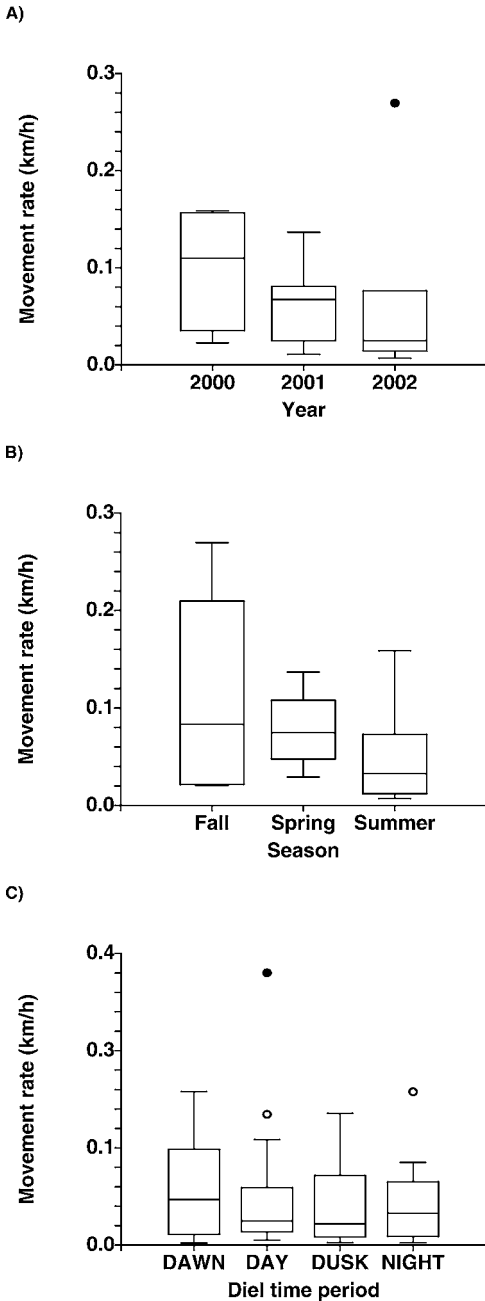 A)
Movement rate (km/h)
0.3
0.2
0.1
0.0
2000 2001 2002
Year
B)
Movement rate (km/h)
0.3
0.2
0.1
0.0
Fall Spring Summer
Season
C)
Movement rate (km/h)
0.4
0.3
0.1
0.0
DAWN DAY DUSK NIGHT
Diel time period